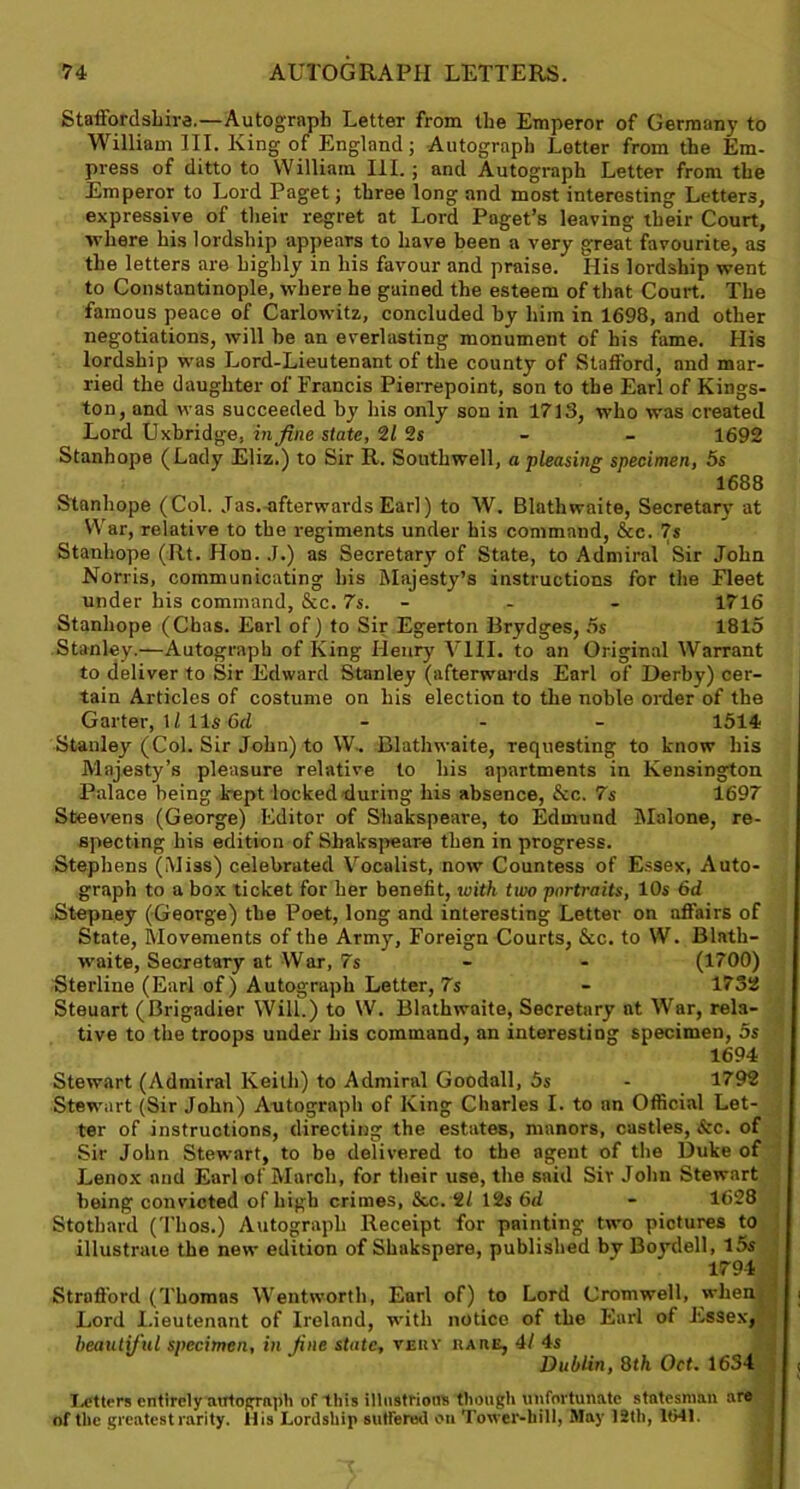 74 AUTOGRAPH LETTERS.
Staffordshire.—Autograph Letter from the Emperor of Germany to
William III. King of England; Autograph Letter from the Em-
press of ditto to William III.; and Autograph Letter from the
Emperor to Lord Paget; three long and most interesting Letters,
expressive of their regret at Lord Paget's leaving their Court,
where his lordship appears to have been a very great favourite, as
the letters are highly in his favour and praise. His lordship went
to Constantinople, where he gained the esteem of that Court. The
famous peace of Carlowitz, concluded by him in 1698, and other
negotiations, will be an everlasting monument of his fame. His
lordship was Lord-Lieutenant of the county of Stafford, and mar-
ried the daughter of Francis Pierrepoint, son to the Earl of Kings-
ton, and was succeeded by his only son in 1713, who was created
Lord Uxbridge, in fine state, 2l 2s - - 1692
Stanhope (Lady Eliz.) to Sir R. Southwell, a pleasing specimen, 5s
1688
Stanhope (Col. Jas. afterwards Earl) to W. Blathwaite, Secretary at
War, relative to the regiments under his command, &c. 7s
Stanhope (Rt. Hon. J.) as Secretary of State, to Admiral Sir John
Norris, communicating his Majesty's instructions for the Fleet
under his command, &c. 7s. - - - 1716
Stanhope (Chas. Earl of) to Sir Egerton Brydges, 5s 1815
Stanley.—Autograph of King Henry VIII. to an Original Warrant
to deliver to Sir Edward Stanley (afterwards Earl of Derby) cer-
tain Articles of costume on his election to the noble order of the
Garter, 1l 11s 6d - - - 1514
Stanley (Col. Sir John) to W. Blathwaite, requesting to know his
Majesty's pleasure relative to his apartments in Kensington
Palace being kept locked during his absence, &c. 7s 1697
Steevens (George) Editor of Shakspeare, to Edmund Malone, re-
specting his edition of Shakspeare then in progress.
Stephens (Miss) celebrated Vocalist, now Countess of Essex, Auto-
graph to a box ticket for her benefit, with two portraits, 10s 6d
Stepney (George) the Poet, long and interesting Letter on affairs of
State, Movements of the Army, Foreign Courts, &c. to W. Blath-
waite, Secretary at War, 7s - - (1700)
Sterline (Earl of) Autograph Letter, 7s - 1732
Steuart (Brigadier Will.) to W. Blathwaite, Secretary at War, rela-
tive to the troops under his command, an interesting specimen, 5s
1694
Stewart (Admiral Keith) to Admiral Goodall, 5s - 1792
Stewart (Sir John) Autograph of King Charles I. to an Official Let-
ter of instructions, directing the estates, manors, castles, &c. of
Sir John Stewart, to be delivered to the agent of the Duke of
Lenox and Earl of March, for their use, the said Sir John Stewart
being convicted of high crimes, &c. 2l 12s 6d - 1628
Stothard (Thos.) Autograph Receipt for painting two pictures to
illustrate the new edition of Shakspere, published by Boydell, 15s
1794
Strafford (Thomas Wentworth, Earl of) to Lord Cromwell, when
Lord Lieutenant of Ireland, with notice of the Earl of Essex,
beautiful specimen, in fine state, VERY RARE, 4l 4s
Dublin, 8th Oct. 1634
Letters entirely autograph of this illustrious though unfortunate statesman are
of the greatest rarity. His Lordship suffered on Tower-hill, May 12th, 1641.